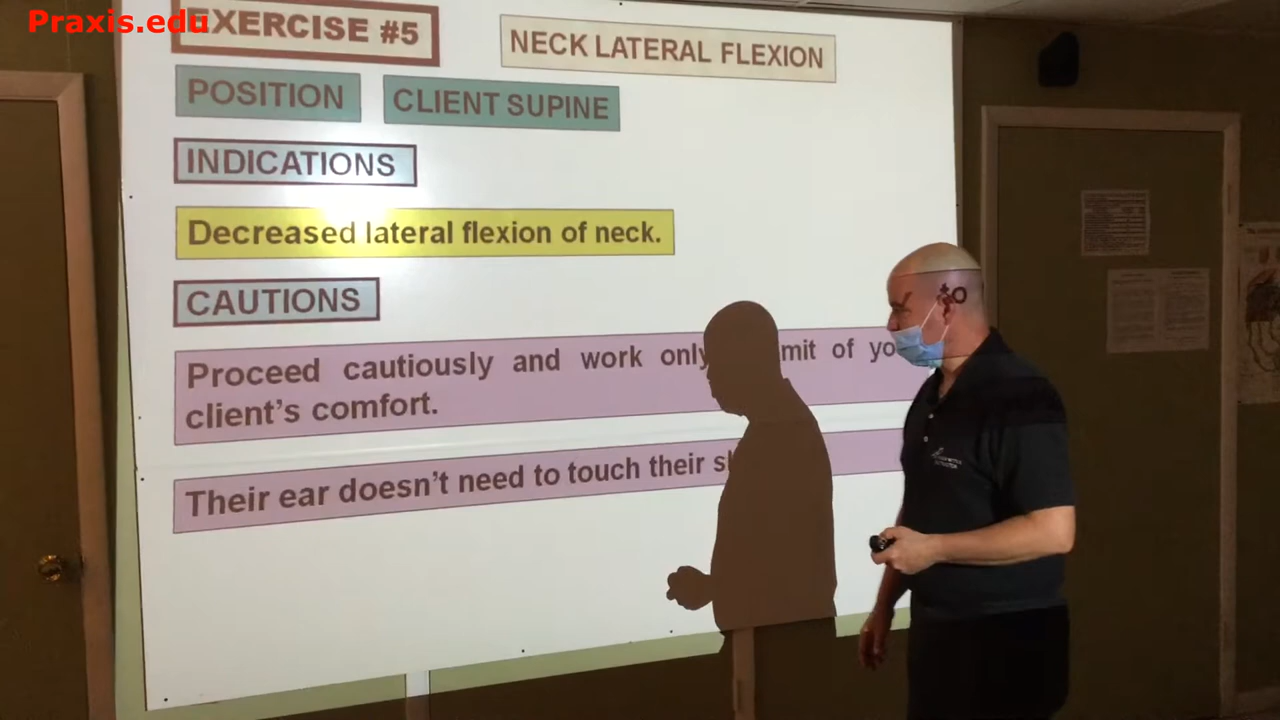 Praxis.edu
EXERCISE #5
NECK LATERAL FLEXION
POSITION
CLIENT SUPINE
INDICATIONS
Decreased lateral flexion of neck.
CAUTIONS
Proceed cautiously and work only
of
client's comfort.
Their ear doesn't need to touch their